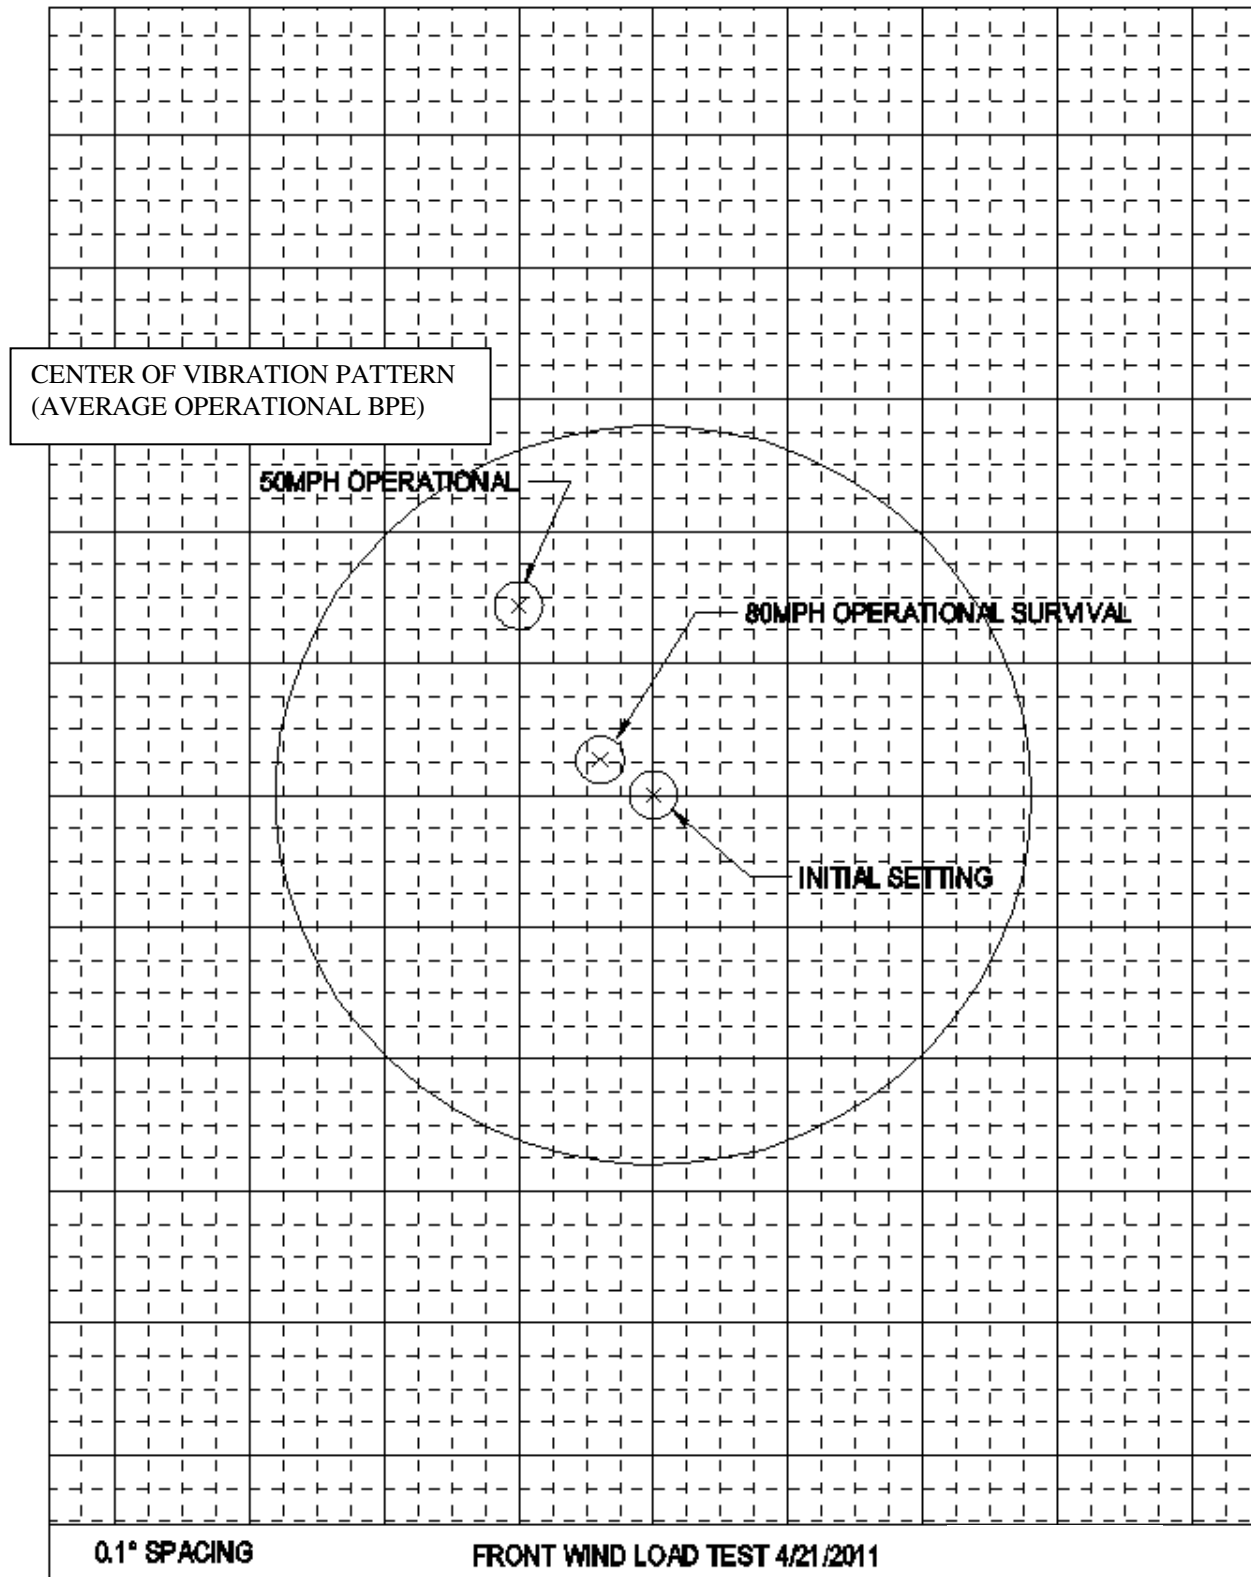 CENTER OF VIBRATION PATTERN
(AVERAGE OPERATIONAL BPE)
50MPH OPERATIONAL
80MPH OPERATIONAL SURVIVAL
INITIAL SETTING
0.1° SPACING
FRONT WIND LOAD TEST 4/21/2011